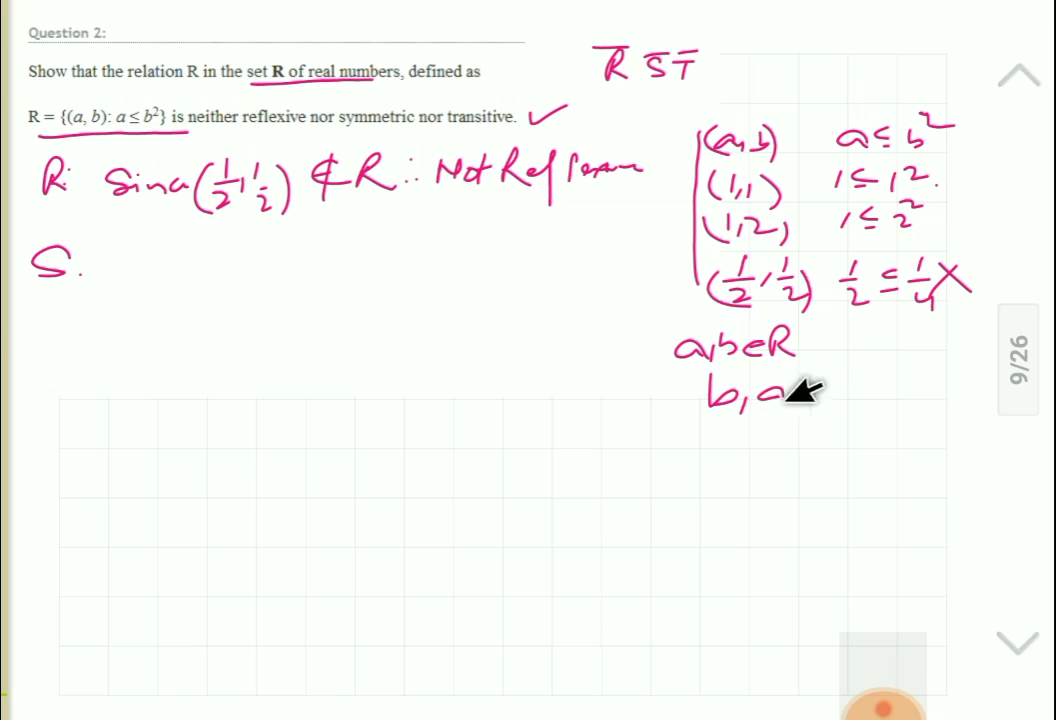 Question 2:
Show that the relation R in the set R of real numbers, defined as
R = {(a, b): a ≤ b²} is neither reflexive nor symmetric nor transitive. ✓
R S T
R: Since (1/2, 1/2) ∉ R ∴ Not Reflexive
S.
(a,b) a ≤ b²
(1,1) 1 ≤ 1².
(1,2) 1 ≤ 2²
(1/2, 1/2) 1/2 ≤ 1/4 X
a,b∈R
b,a
9/26